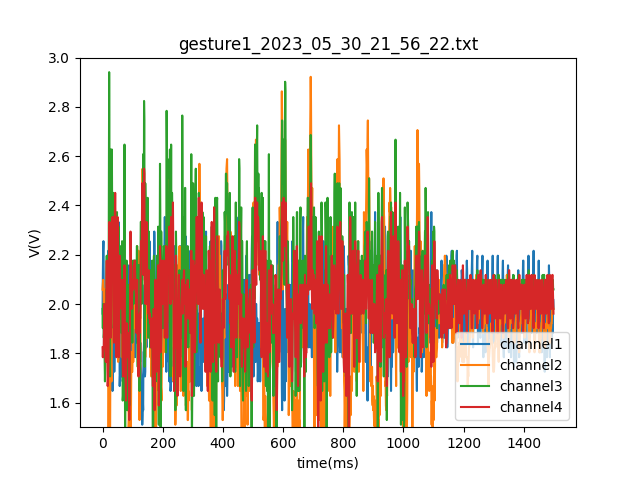 gesture1_2023_05_30_21_56_22.txt
V(V)
3.0
2.8
2.6
2.4
2.2
2.0
1.8
1.6
channel1
channel2
channel3
channel4
0 200 400 600 800 1000 1200 1400
time(ms)